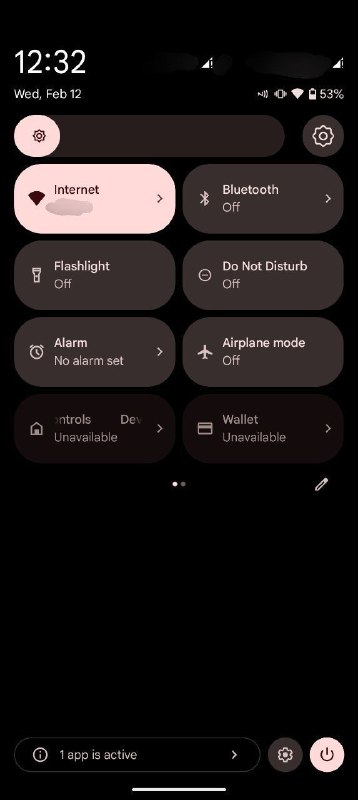 12:32
Wed, Feb 12
53%
Internet
Bluetooth
Off
Flashlight
Off
Do Not Disturb
Off
Alarm
No alarm set
Airplane mode
Off
ontrols Dev
Unavailable
Wallet
Unavailable
1 app is active